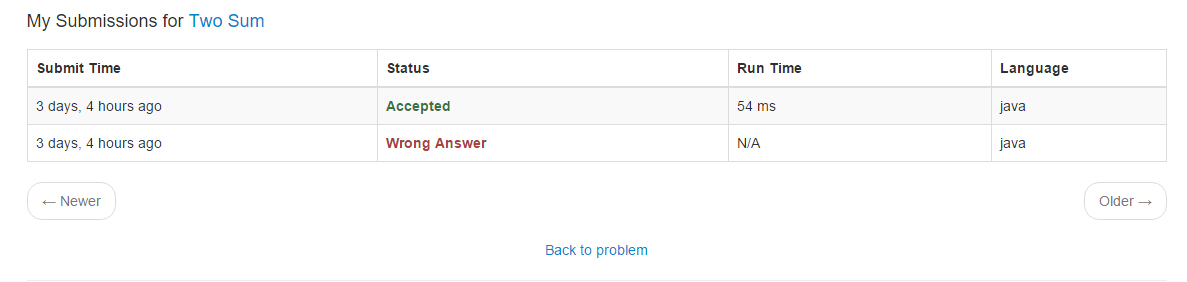 My Submissions for Two Sum
Submit Time Status Run Time Language
3 days, 4 hours ago Accepted 54 ms java
3 days, 4 hours ago Wrong Answer N/A java
← Newer Older →
Back to problem